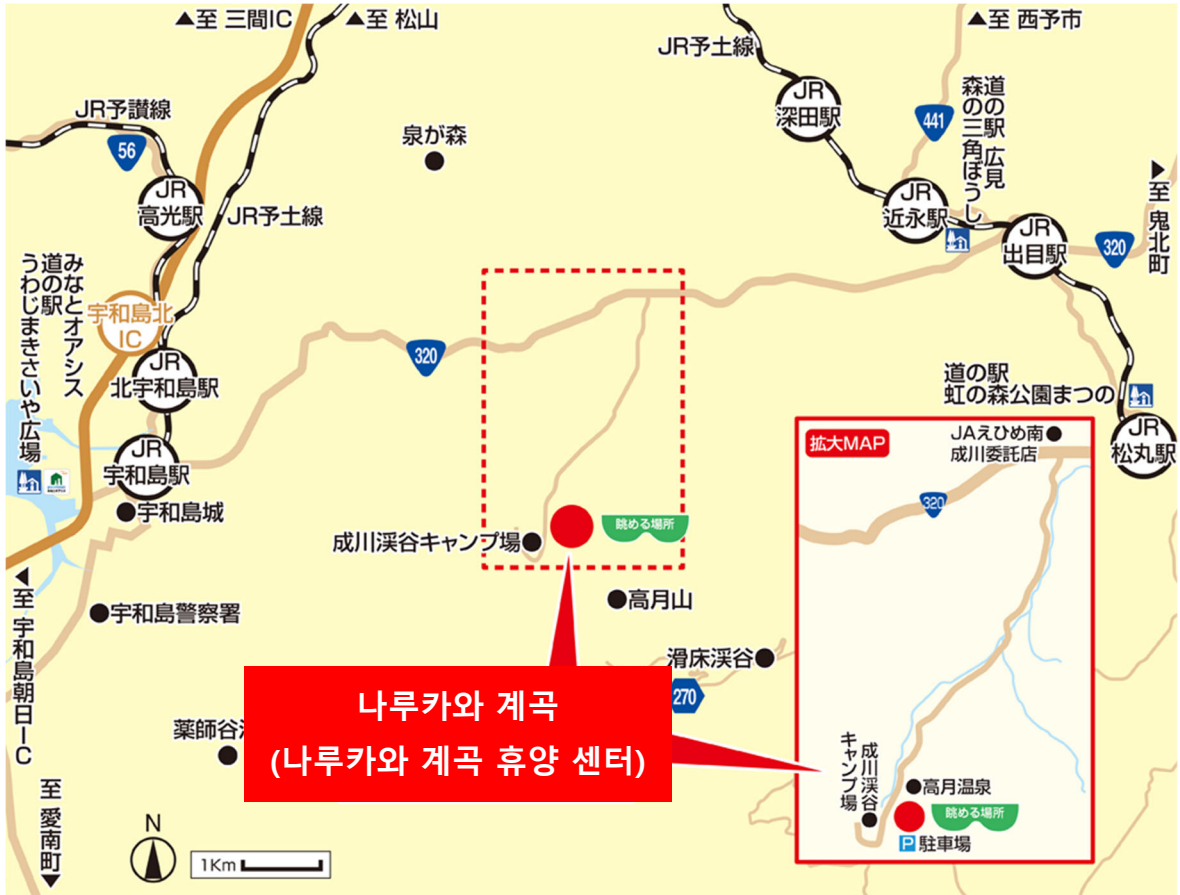 ▲至 三間IC
▲至 松山
▲至 西予市
JR予土線
JR
深田駅
道の駅 広見
森の三角ぼうし
441
JR予讃線
56
泉が森
JR
高光駅
JR予土線
JR
近永駅
JR
出目駅
320
▲至 鬼北町
みなとオアシス
道の駅
うわじまきさいや広場
宇和島北
IC
JR
北宇和島駅
320
道の駅
虹の森公園まつの
JR
松丸駅
JR
宇和島駅
宇和島城
成川渓谷キャンプ場
眺める場所
拡大MAP
JAえひめ南
成川委託店
320
高月山
◀至 宇和島朝日IC
宇和島警察署
滑床渓谷
270
나루카와 계곡
(나루카와 계곡 휴양 센터)
薬師谷
成川渓谷
キャンプ場
高月温泉
眺める場所
P 駐車場
至 愛南町▼
N
1Km